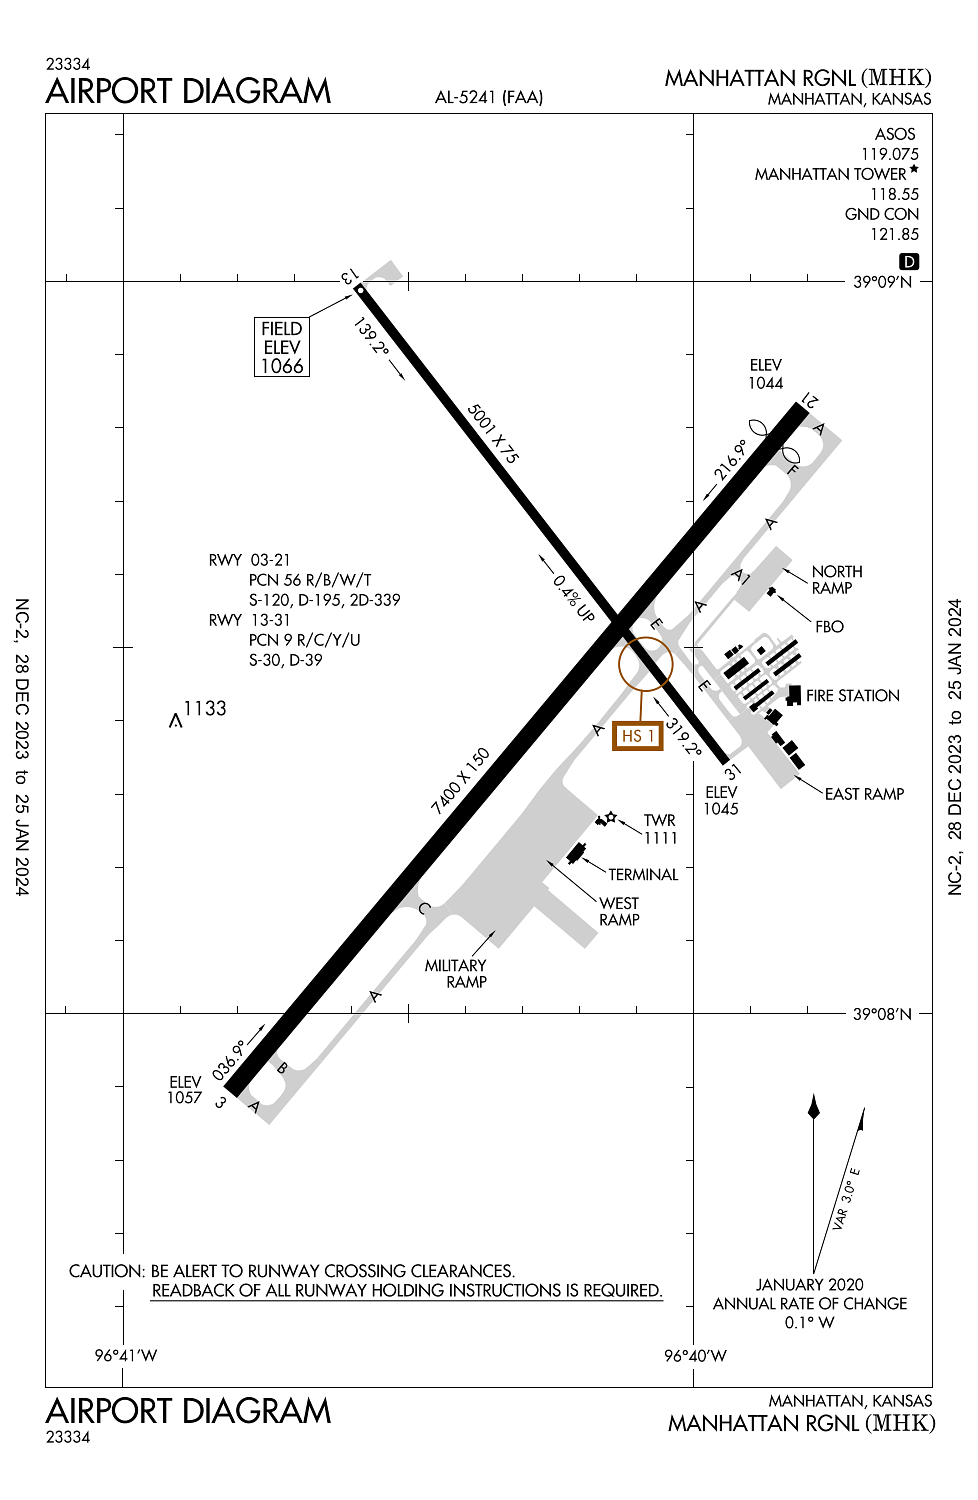 23334
AIRPORT DIAGRAM
AL-5241 (FAA)
MANHATTAN RGNL (MHK)
MANHATTAN, KANSAS
ASOS
119.075
MANHATTAN TOWER★
118.55
GND CON
121.85
D
39°09'N
13
FIELD
ELEV
1066
139.2°
5001 X 75
ELEV
1044
21
A
F
216.9°
A
A1
A
NORTH
RAMP
FBO
RWY 03-21
PCN 56 R/B/W/T
S-120, D-195, 2D-339
RWY 13-31
PCN 9 R/C/Y/U
S-30, D-39
0.4% UP
E
E
FIRE STATION
1133
HS 1
A
319.2°
31
ELEV
1045
EAST RAMP
7400 X 150
TWR
1111
TERMINAL
WEST
RAMP
C
MILITARY
RAMP
A
39°08'N
036.9°
B
ELEV
1057
3
A
VAR 3.0° E
JANUARY 2020
ANNUAL RATE OF CHANGE
0.1° W
CAUTION: BE ALERT TO RUNWAY CROSSING CLEARANCES.
READBACK OF ALL RUNWAY HOLDING INSTRUCTIONS IS REQUIRED.
96°41'W
96°40'W
NC-2, 28 DEC 2023 to 25 JAN 2024
NC-2, 28 DEC 2023 to 25 JAN 2024
AIRPORT DIAGRAM
23334
MANHATTAN, KANSAS
MANHATTAN RGNL (MHK)